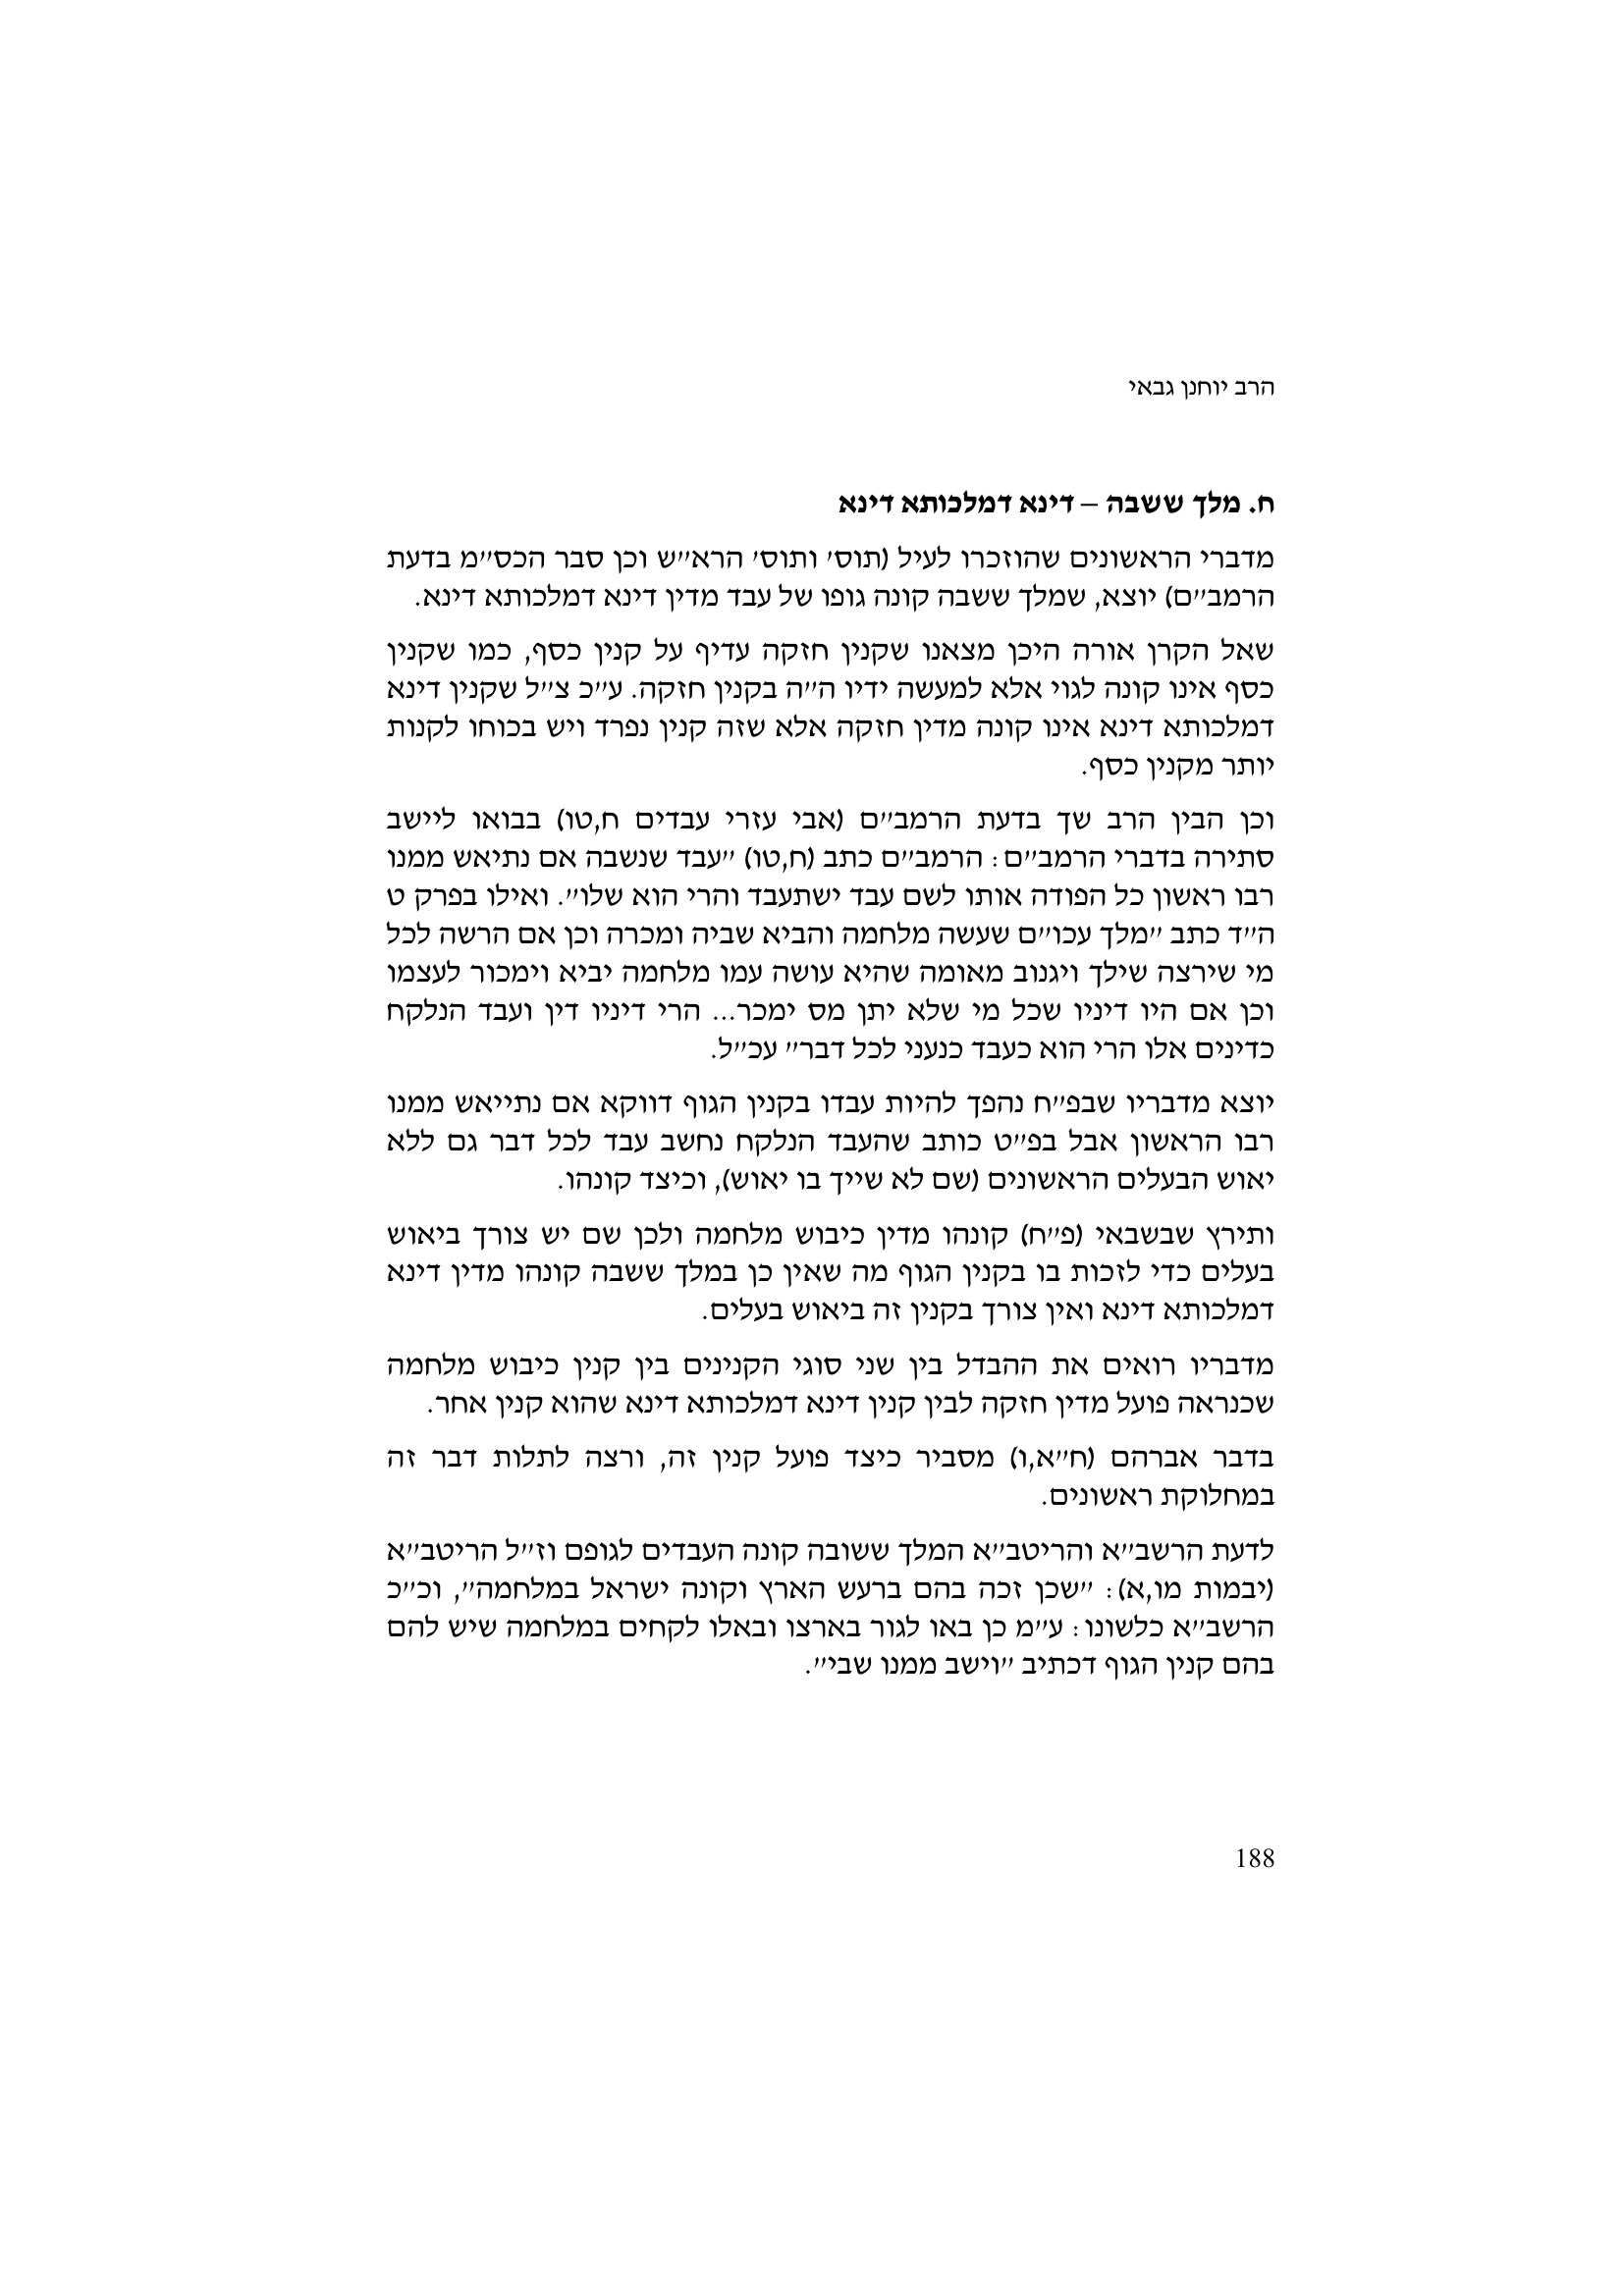 הרב יוחנן גבאי
ח. מלך ששבה – דינא דמלכותא דינא
מדברי הראשונים שהוזכרו לעיל (תוס' ותוס' הרא"ש וכן סבר הכס"מ בדעת
הרמב"ם) יוצא, שמלך ששבה קונה גופו של עבד מדין דינא דמלכותא דינא.
שאל הקרן אורה היכן מצאנו שקנין חזקה עדיף על קנין כסף, כמו שקנין
כסף אינו קונה לגוי אלא למעשה ידיו ה"ה בקנין חזקה. ע"כ צ"ל שקנין דינא
דמלכותא דינא אינו קונה מדין חזקה אלא שזה קנין נפרד ויש בכוחו לקנות
יותר מקנין כסף.
וכן הבין הרב שך בדעת הרמב"ם (אבי עזרי עבדים ח,טו) בבואו ליישב
סתירה בדברי הרמב"ם: הרמב"ם כתב (ח,טו) "עבד שנשבה אם נתיאש ממנו
רבו ראשון כל הפודה אותו לשם עבד ישתעבד והרי הוא שלו". ואילו בפרק ט
ה"ד כתב "מלך עכו"ם שעשה מלחמה והביא שביה ומכרה וכן אם הרשה לכל
מי שירצה שילך ויגנוב מאומה שהיא עושה עמו מלחמה יביא וימכור לעצמו
וכן אם היו דיניו שכל מי שלא יתן מס ימכר... הרי דיניו דין ועבד הנלקח
כדינים אלו הרי הוא כעבד כנעני לכל דבר" עכ"ל.
יוצא מדבריו שבפ"ח נהפך להיות עבדו בקנין הגוף דווקא אם נתייאש ממנו
רבו הראשון אבל בפ"ט כותב שהעבד הנלקח נחשב עבד לכל דבר גם ללא
יאוש הבעלים הראשונים (שם לא שייך בו יאוש), וכיצד קונהו.
ותירץ שבשבאי (פ"ח) קונהו מדין כיבוש מלחמה ולכן שם יש צורך ביאוש
בעלים כדי לזכות בו בקנין הגוף מה שאין כן במלך ששבה קונהו מדין דינא
דמלכותא דינא ואין צורך בקנין זה ביאוש בעלים.
מדבריו רואים את ההבדל בין שני סוגי הקנינים בין קנין כיבוש מלחמה
שכנראה פועל מדין חזקה לבין קנין דינא דמלכותא דינא שהוא קנין אחר.
בדבר אברהם (ח"א,ו) מסביר כיצד פועל קנין זה, ורצה לתלות דבר זה
במחלוקת ראשונים.
לדעת הרשב"א והריטב"א המלך ששובה קונה העבדים לגופם וז"ל הריטב"א
(יבמות מו,א): "שכן זכה בהם ברעש הארץ וקונה ישראל במלחמה", וכ"כ
הרשב"א כלשונו: ע"מ כן באו לגור בארצו ובאלו לקחים במלחמה שיש להם
בהם קנין הגוף דכתיב "וישב ממנו שבי".
188